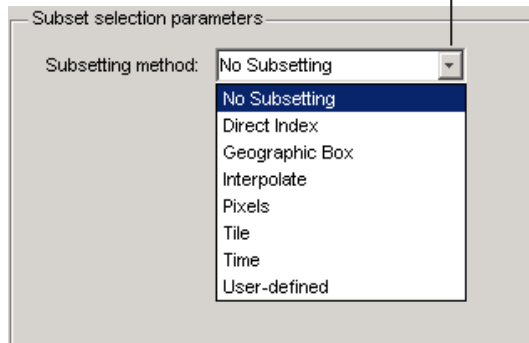 Subset selection parameters
Subsetting method: No Subsetting
No Subsetting
Direct Index
Geographic Box
Interpolate
Pixels
Tile
Time
User-defined